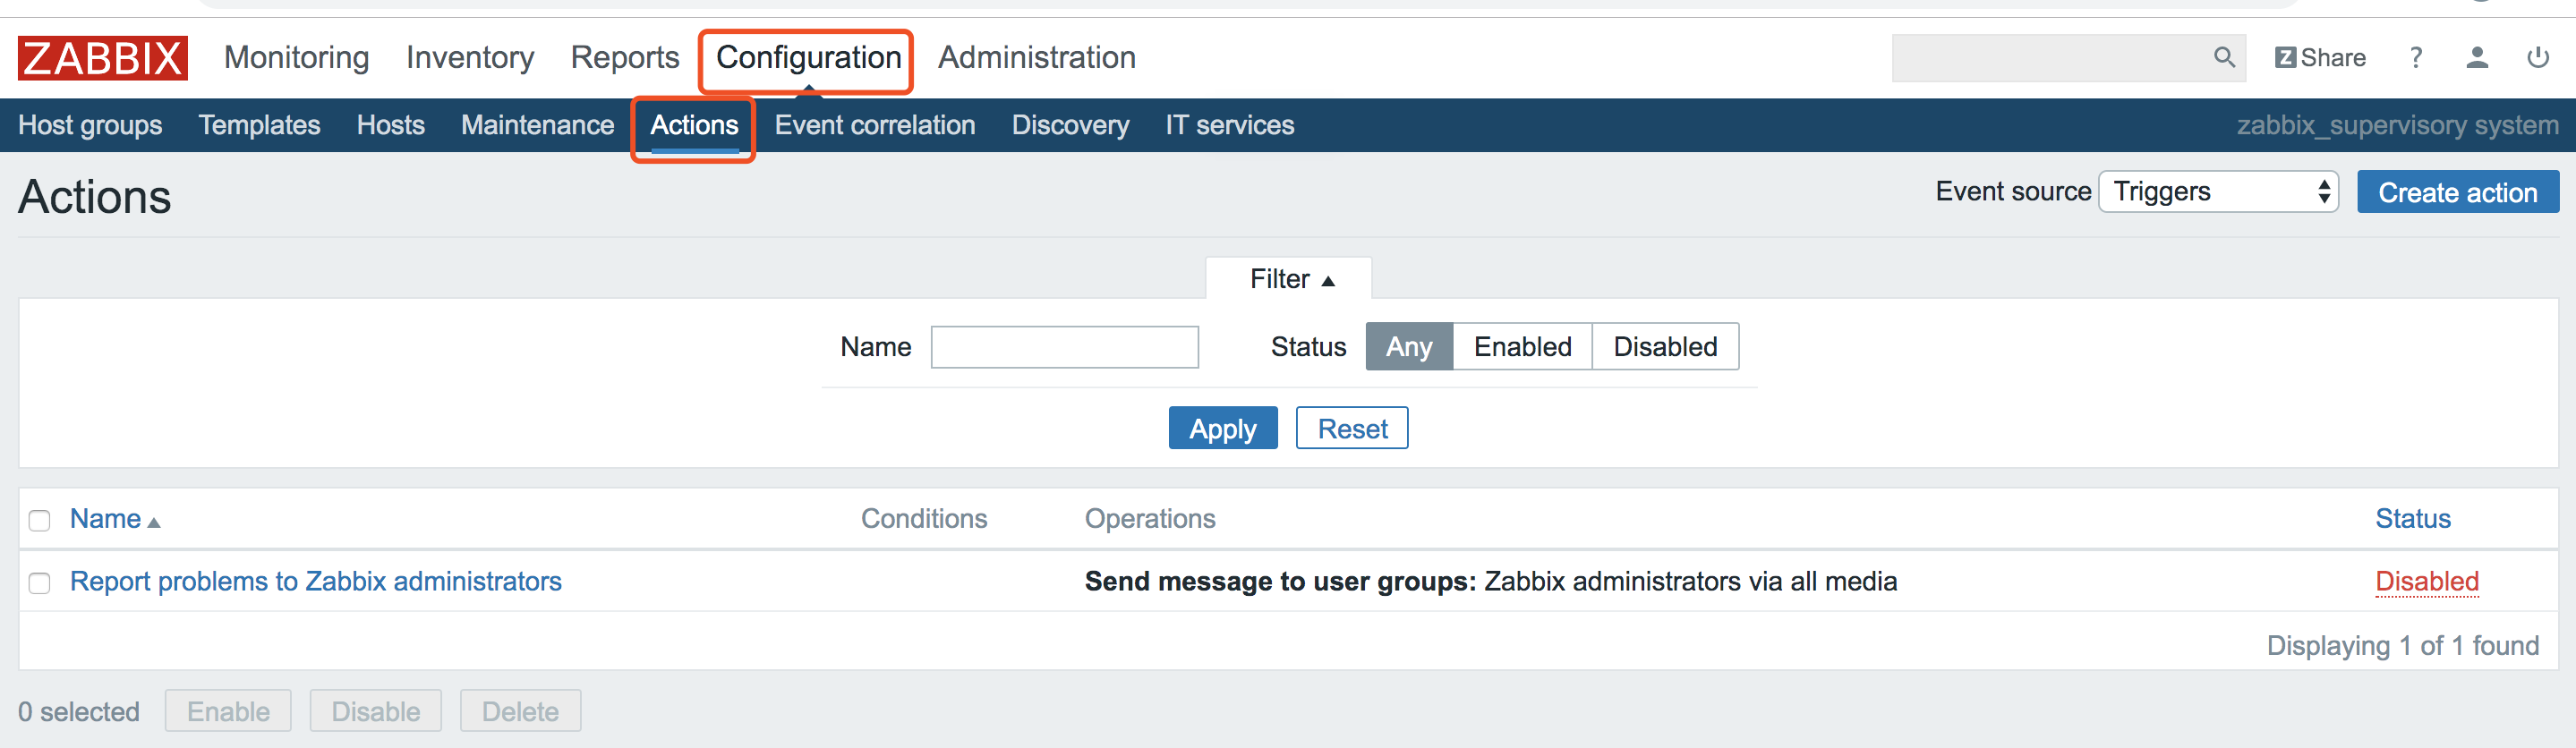 ZABBIX Monitoring Inventory Reports Configuration Administration Z Share ?
Host groups Templates Hosts Maintenance Actions Event correlation Discovery IT services zabbix_supervisory system
Actions Event source Triggers Create action
Filter ▲
Name Status Any Enabled Disabled
Apply Reset
Name ▲ Conditions Operations Status
Report problems to Zabbix administrators Send message to user groups: Zabbix administrators via all media Disabled
Displaying 1 of 1 found
0 selected Enable Disable Delete